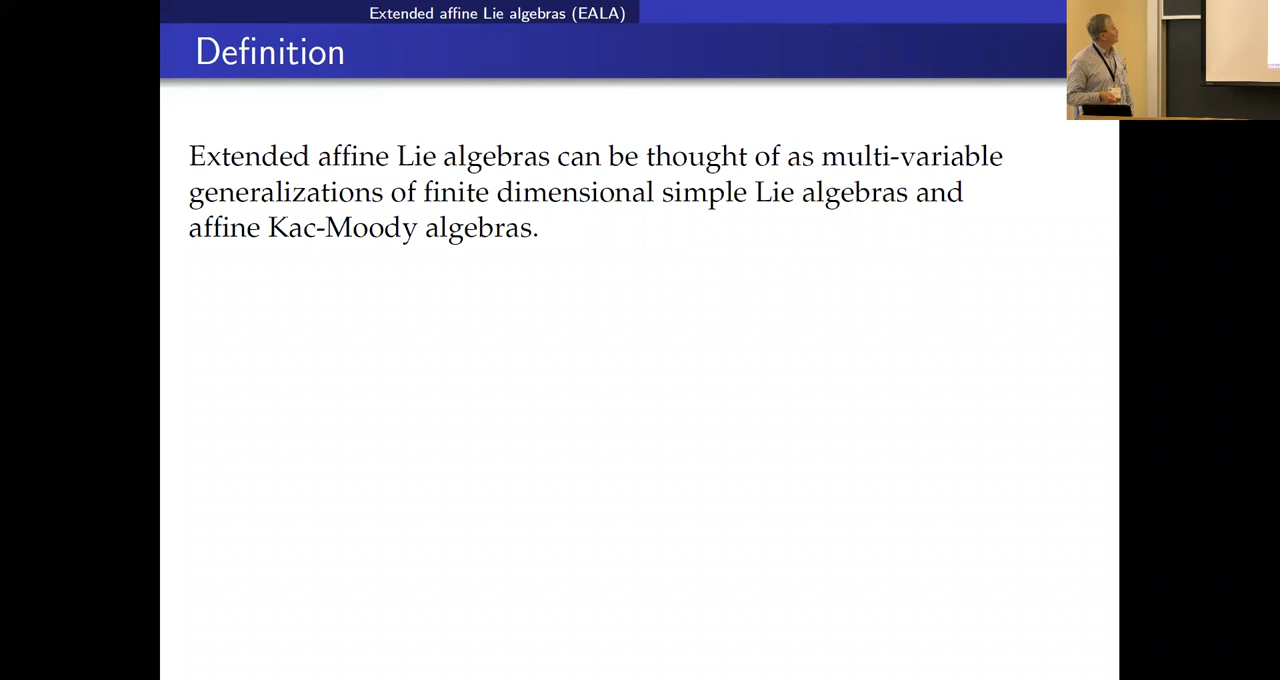 Extended affine Lie algebras (EALA)
Definition
Extended affine Lie algebras can be thought of as multi-variable
generalizations of finite dimensional simple Lie algebras and
affine Kac-Moody algebras.